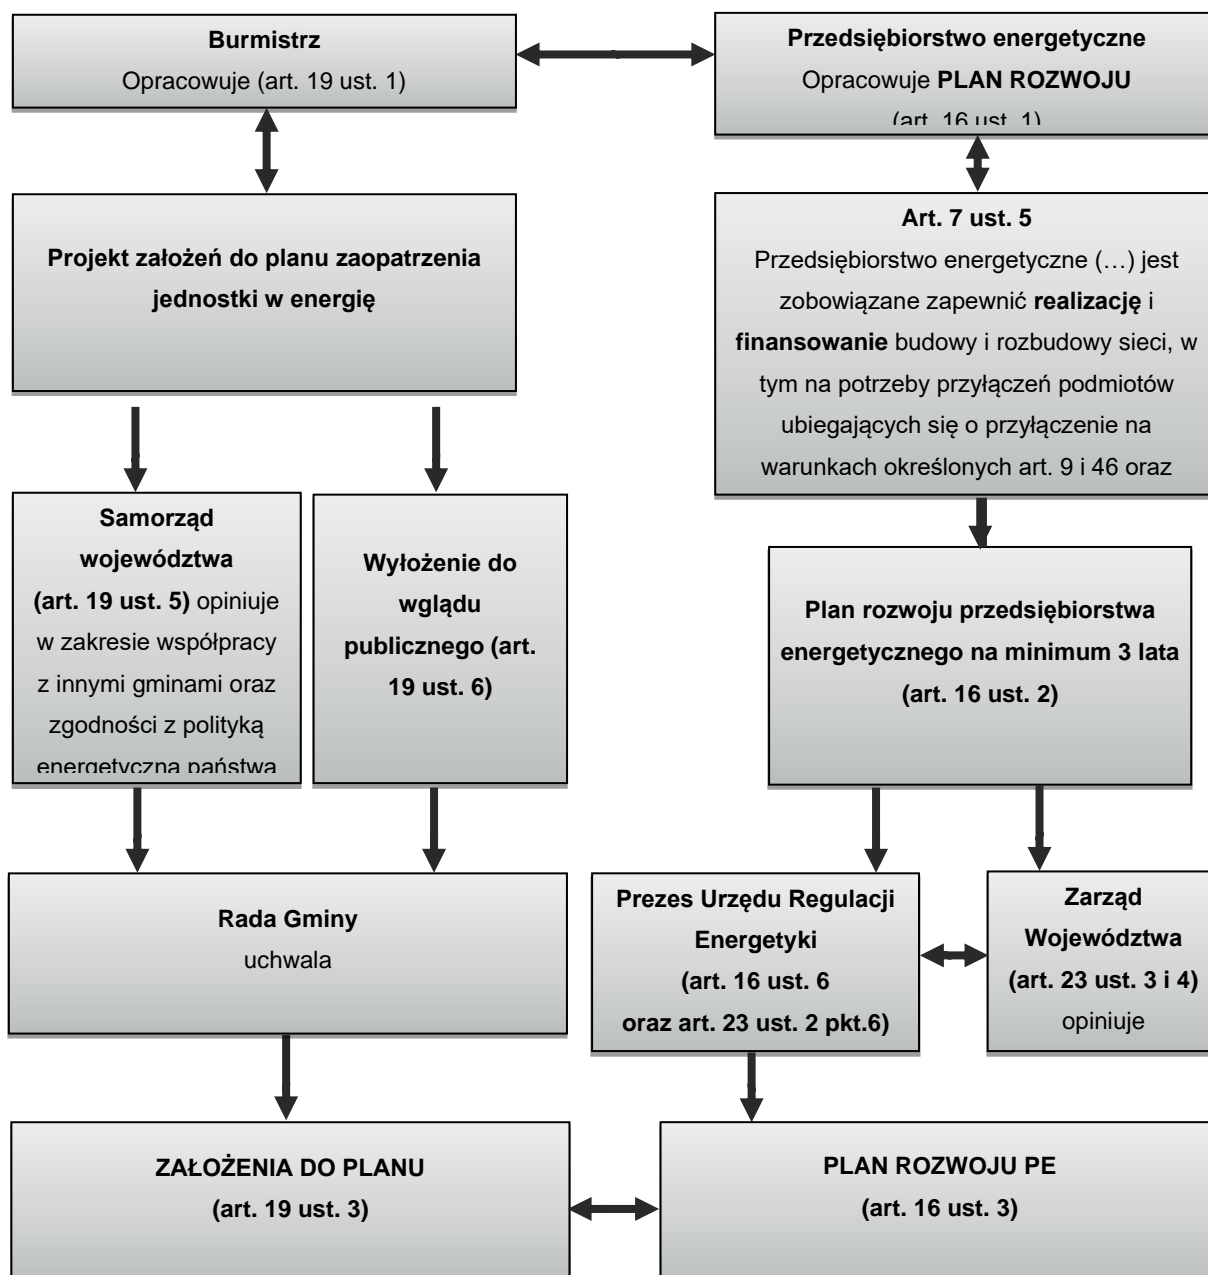 Burmistrz
Opracowuje (art. 19 ust. 1)
Przedsiębiorstwo energetyczne
Opracowuje PLAN ROZWOJU
(art. 16 ust. 1)
Projekt założeń do planu zaopatrzenia
jednostki w energię
Art. 7 ust. 5
Przedsiębiorstwo energetyczne (…) jest
zobowiązane zapewnić realizację i
finansowanie budowy i rozbudowy sieci, w
tym na potrzeby przyłączeń podmiotów
ubiegających się o przyłączenie na
warunkach określonych art. 9 i 46 oraz
Samorząd
województwa
(art. 19 ust. 5) opiniuje
w zakresie współpracy
z innymi gminami oraz
zgodności z polityką
energetyczną państwa
Wyłożenie do
wglądu
publicznego (art.
19 ust. 6)
Plan rozwoju przedsiębiorstwa
energetycznego na minimum 3 lata
(art. 16 ust. 2)
Rada Gminy
uchwala
Prezes Urzędu Regulacji
Energetyki
(art. 16 ust. 6
oraz art. 23 ust. 2 pkt.6)
Zarząd
Województwa
(art. 23 ust. 3 i 4)
opiniuje
ZAŁOŻENIA DO PLANU
(art. 19 ust. 3)
PLAN ROZWOJU PE
(art. 16 ust. 3)